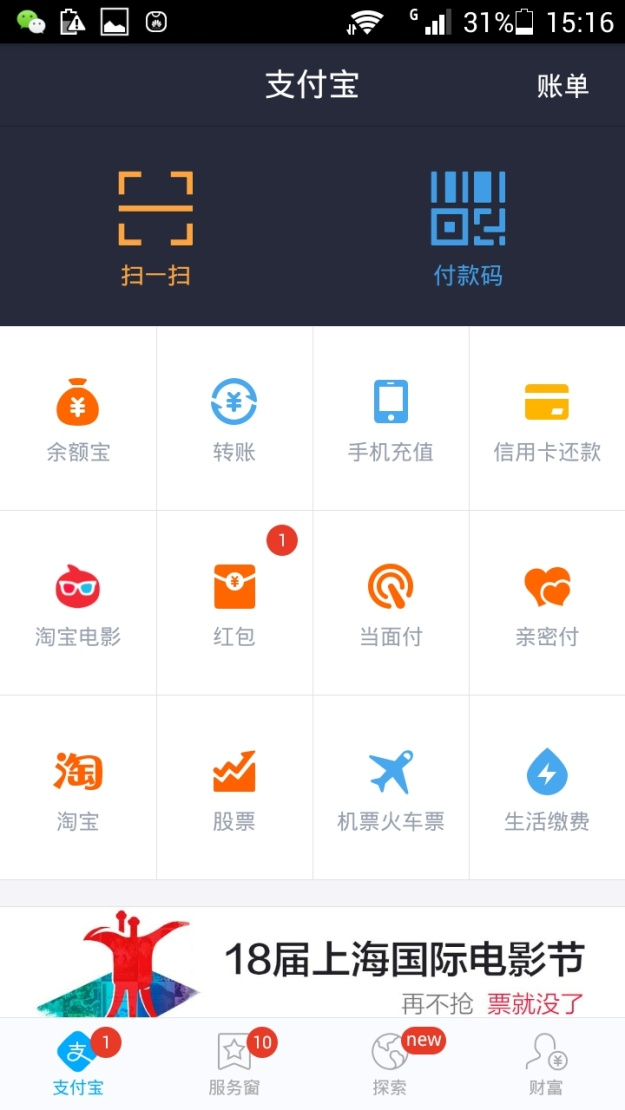 G 31% 15:16
支付宝 账单
扫一扫 付款码
余额宝 转账 手机充值 信用卡还款
1
淘宝电影 红包 当面付 亲密付
淘
淘宝 股票 机票火车票 生活缴费
18届上海国际电影节
再不抢 票就没了
支 1 10 new
支付宝 服务窗 探索 财富